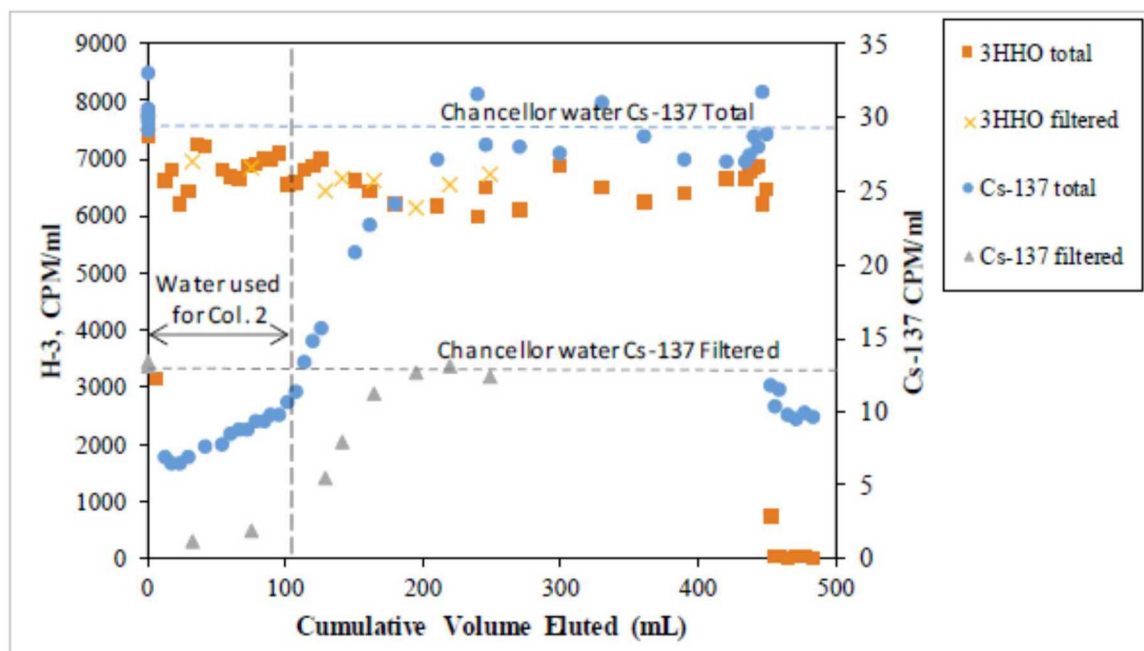 9000
8000
7000
6000
5000
4000
3000
2000
1000
0
H-3, CPM/ml
35
30
25
20
15
10
5
0
Cs-137 CPM/ml
Chancellor water Cs-137 Total
Water used
for Col. 2
Chancellor water Cs-137 Filtered
0 100 200 300 400 500
Cumulative Volume Eluted (mL)
3HHO total
3HHO filtered
Cs-137 total
Cs-137 filtered